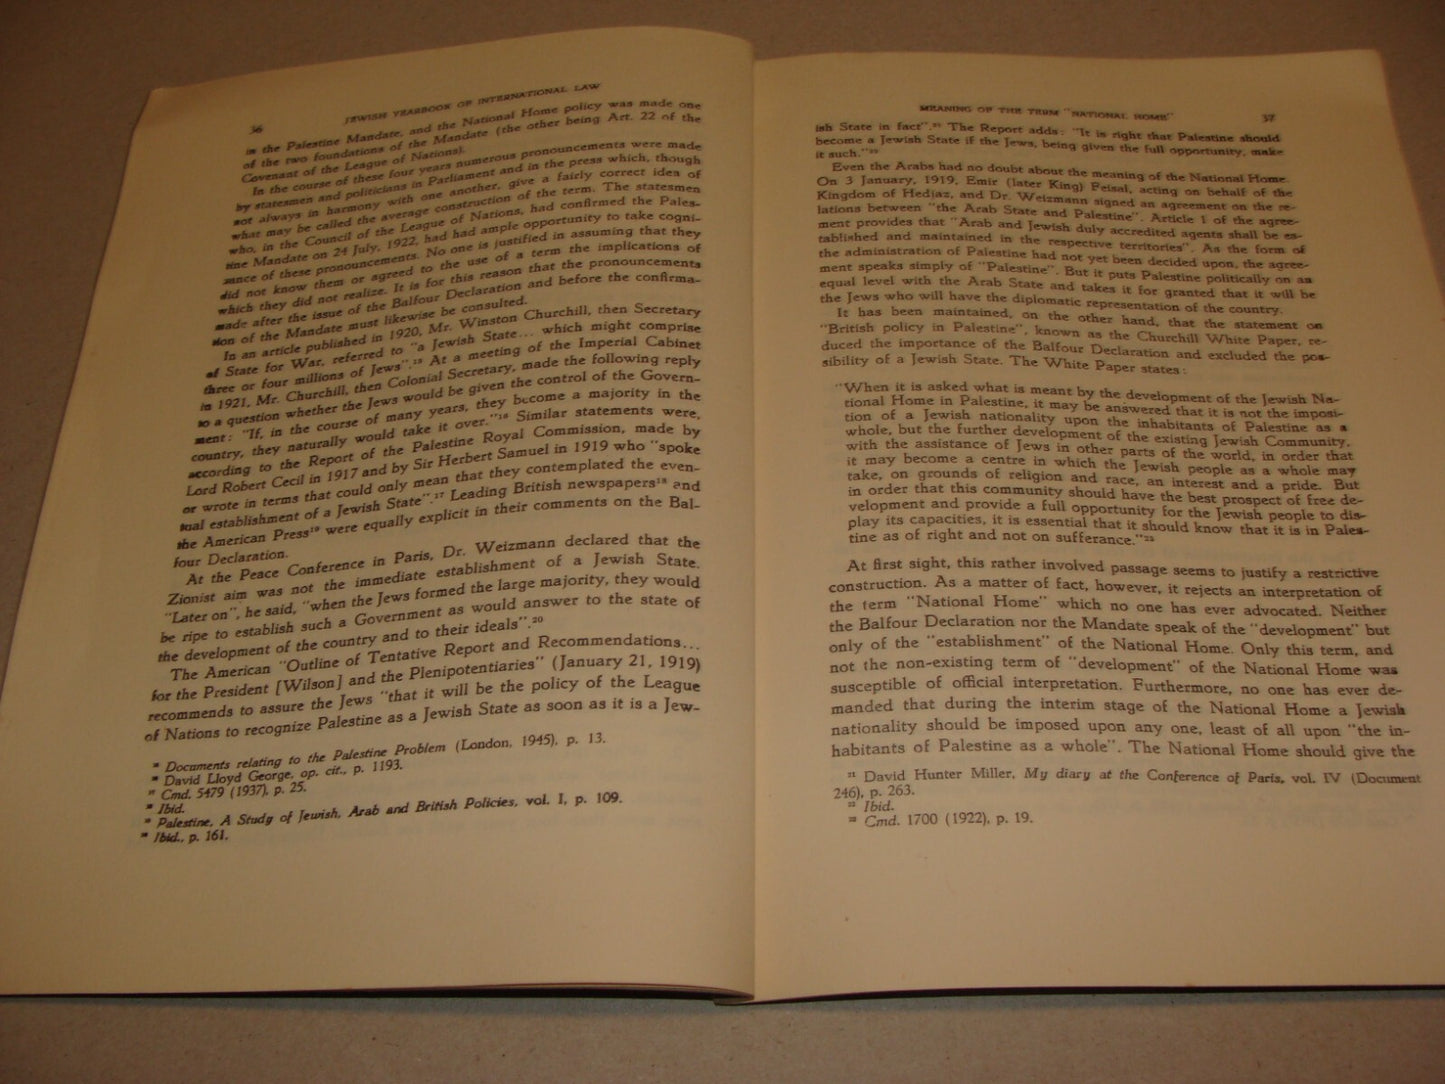 36
JEWISH YEARBOOK OF INTERNATIONAL LAW
in the Palestine Mandate, and the National Home policy was made one
of the two foundations of the Mandate (the other being Art. 22 of the
Covenant of the League of Nations).
In the course of these four years numerous pronouncements were made
by statesmen and politicians in Parliament and in the press which, though
not always in harmony with one another, give a fairly correct idea of
what may be called the average construction of the term. The statesmen
who, in the Council of the League of Nations, had confirmed the Pales-
tine Mandate on 24 July, 1922, had had ample opportunity to take cogni-
zance of these pronouncements. No one is justified in assuming that they
did not know them or agreed to the use of a term the implications of
which they did not realize. It is for this reason that the pronouncements
made after the issue of the Balfour Declaration and before the confirma-
tion of the Mandate must likewise be consulted.
In an article published in 1920, Mr. Winston Churchill, then Secretary
of State for War, referred to "a Jewish State... which might comprise
three or four millions of Jews".¹⁵ At a meeting of the Imperial Cabinet
in 1921, Mr. Churchill, then Colonial Secretary, made the following reply
to a question whether the Jews would be given the control of the Govern-
ment: "If, in the course of many years, they become a majority in the
country, they naturally would take it over."¹⁶ Similar statements were,
according to the Report of the Palestine Royal Commission, made by
Lord Robert Cecil in 1917 and by Sir Herbert Samuel in 1919 who "spoke
or wrote in terms that could only mean that they contemplated the even-
tual establishment of a Jewish State".¹⁷ Leading British newspapers¹⁸ and
the American Press¹⁹ were equally explicit in their comments on the Bal-
four Declaration.
At the Peace Conference in Paris, Dr. Weizmann declared that the
Zionist aim was not the immediate establishment of a Jewish State.
"Later on", he said, "when the Jews formed the large majority, they would
be ripe to establish such a Government as would answer to the state of
the development of the country and to their ideals".²⁰
The American "Outline of Tentative Report and Recommendations...
for the President [Wilson] and the Plenipotentiaries" (January 21, 1919)
recommends to assure the Jews "that it will be the policy of the League
of Nations to recognize Palestine as a Jewish State as soon as it is a Jew-
¹⁵ Documents relating to the Palestine Problem (London, 1945), p. 13.
¹⁶ David Lloyd George, op. cit., p. 1193.
¹⁷ Cmd. 5479 (1937), p. 25.
¹⁸ Ibid.
¹⁹ Palestine, A Study of Jewish, Arab and British Policies, vol. I, p. 109.
²⁰ Ibid., p. 161.
MEANING OF THE TERM "NATIONAL HOME"
37
ish State in fact".²¹ The Report adds: "It is right that Palestine should
become a Jewish State if the Jews, being given the full opportunity, make
it such."²²
Even the Arabs had no doubt about the meaning of the National Home.
On 3 January, 1919, Emir (later King) Feisal, acting on behalf of the
Kingdom of Hedjaz, and Dr. Weizmann signed an agreement on the re-
lations between "the Arab State and Palestine". Article 1 of the agree-
ment provides that "Arab and Jewish duly accredited agents shall be es-
tablished and maintained in the respective territories". As the form of
the administration of Palestine had not yet been decided upon, the agree-
ment speaks simply of "Palestine". But it puts Palestine politically on an
equal level with the Arab State and takes it for granted that it will be
the Jews who will have the diplomatic representation of the country.
It has been maintained, on the other hand, that the statement on
"British policy in Palestine", known as the Churchill White Paper, re-
duced the importance of the Balfour Declaration and excluded the pos-
sibility of a Jewish State. The White Paper states:
"When it is asked what is meant by the development of the Jewish Na-
tional Home in Palestine, it may be answered that it is not the imposi-
tion of a Jewish nationality upon the inhabitants of Palestine as a
whole, but the further development of the existing Jewish Community,
with the assistance of Jews in other parts of the world, in order that
it may become a centre in which the Jewish people as a whole may
take, on grounds of religion and race, an interest and a pride. But
in order that this community should have the best prospect of free de-
velopment and provide a full opportunity for the Jewish people to dis-
play its capacities, it is essential that it should know that it is in Pales-
tine as of right and not on sufferance."²³
At first sight, this rather involved passage seems to justify a restrictive
construction. As a matter of fact, however, it rejects an interpretation of
the term "National Home" which no one has ever advocated. Neither
the Balfour Declaration nor the Mandate speak of the "development" but
only of the "establishment" of the National Home. Only this term, and
not the non-existing term of "development" of the National Home was
susceptible of official interpretation. Furthermore, no one has ever de-
manded that during the interim stage of the National Home a Jewish
nationality should be imposed upon any one, least of all upon "the in-
habitants of Palestine as a whole". The National Home should give the
²¹ David Hunter Miller, My diary at the Conference of Paris, vol. IV (Document
246), p. 263.
²² Ibid.
²³ Cmd. 1700 (1922), p. 19.